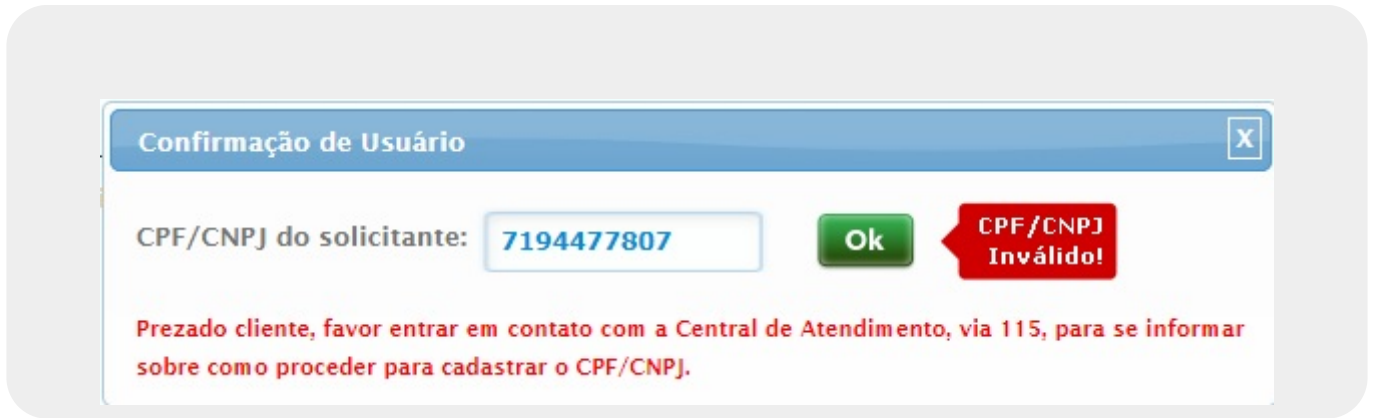 Confirmação de Usuário
X
CPF/CNPJ do solicitante: 7194477807 Ok CPF/CNPJ
Inválido!
Prezado cliente, favor entrar em contato com a Central de Atendimento, via 115, para se informar
sobre como proceder para cadastrar o CPF/CNPJ.